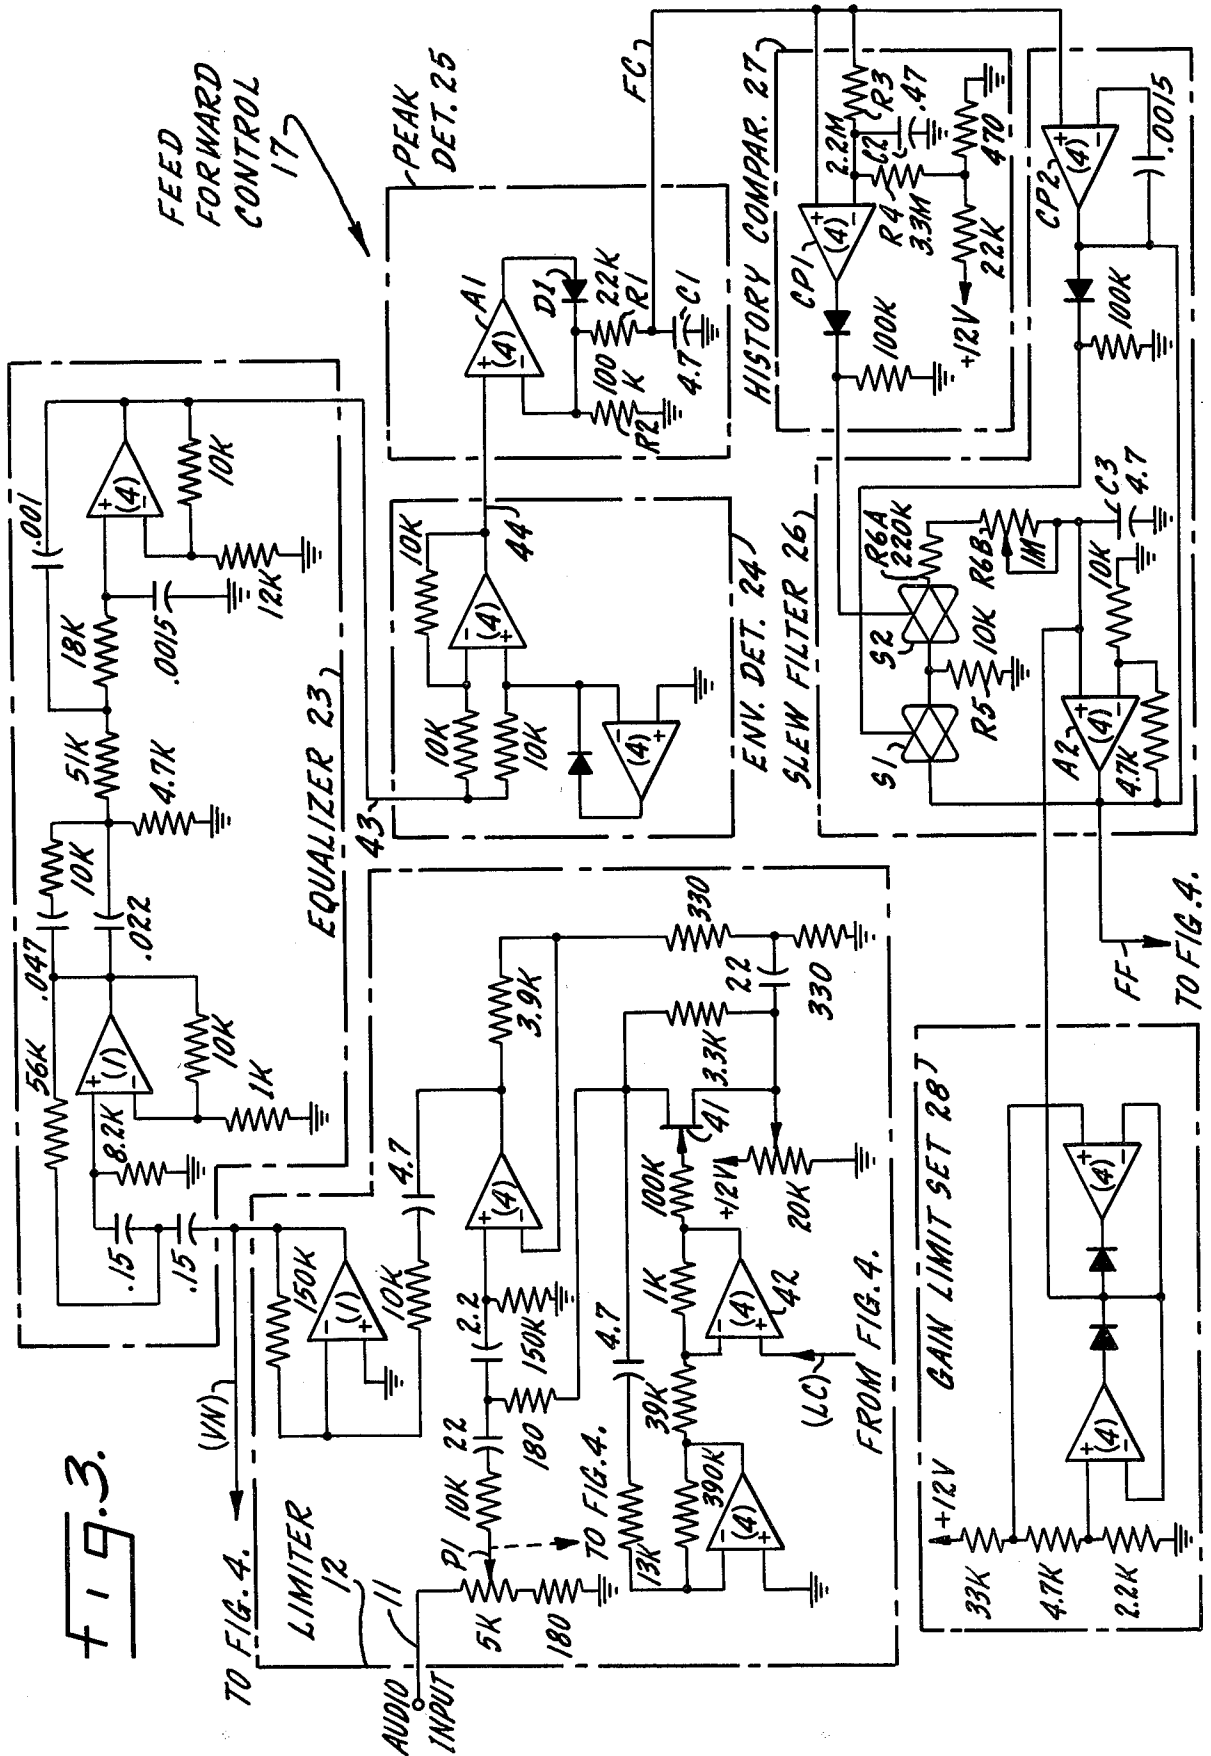 Fig. 3.
FEED
FORWARD
CONTROL
17
EQUALIZER 23
56K
.047
10K
.022
51K
4.7K
18K
.0015
.001
(4)
10K
12K
(1)
10K
1K
8.2K
.15
.15
43
ENV. DET. 24
10K
10K
10K
(4)
(4)
44
PEAK
DET. 25
A1
(4)
D1
22K
R1
100
K
R2
C1
4.7
FC
TO FIG. 4.
(VN)
LIMITER
12
11
AUDIO
INPUT
5K
180
P1
TO FIG. 4.
10K
22
180
2.2
150K
(4)
150K
(1)
10K
4.7
3.9K
330
22
330
3.3K
41
100K
+12V
20K
1K
(4)
42
39K
390K
(4)
13K
4.7
(LC)
FROM FIG. 4.
HISTORY COMPAR. 27
CP1
(4)
2.2M
R3
C2
.47
R4
3.3M
470
22K
+12V
100K
SLEW FILTER 26
S1
S2
R5
10K
R6A
220K
R6B
1M
C3
4.7
10K
A2
(4)
4.7K
CP2
(4)
.0015
100K
FF
TO FIG. 4.
GAIN LIMIT SET 28
+12V
33K
4.7K
2.2K
(4)
(4)